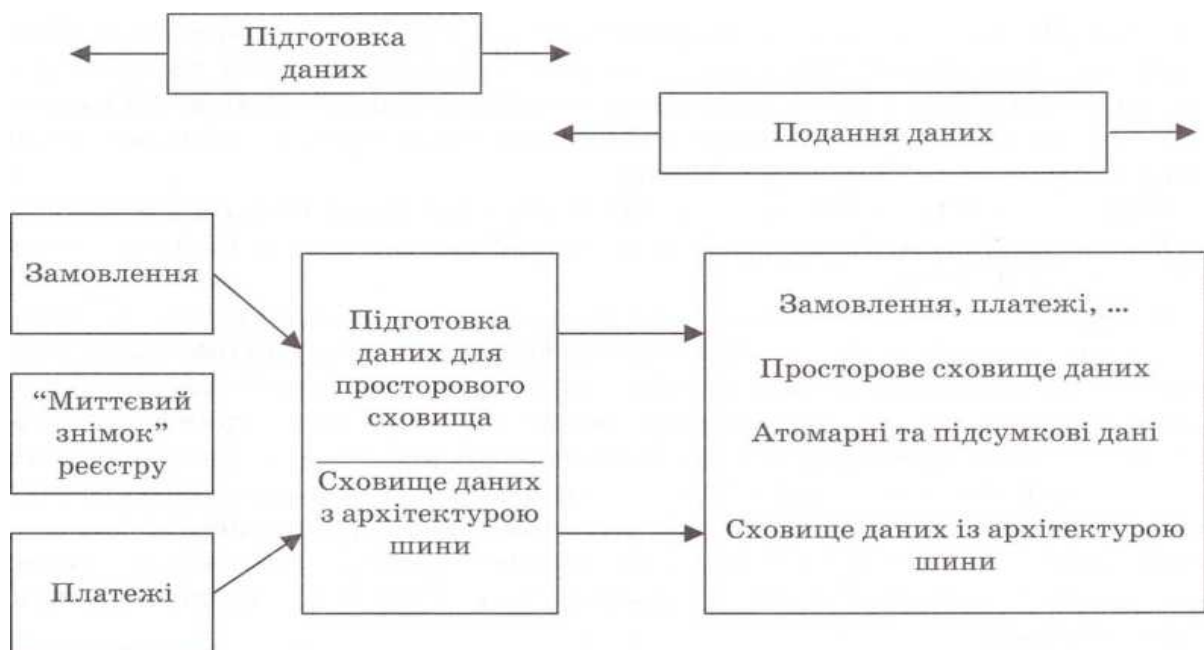 Підготовка
даних
Подання даних
Замовлення
“Миттєвий
знімок”
реєстру
Платежі
Підготовка
даних для
просторового
сховища
Сховище даних
з архітектурою
шини
Замовлення, платежі, ...
Просторове сховище даних
Атомарні та підсумкові дані
Сховище даних із архітектурою
шини